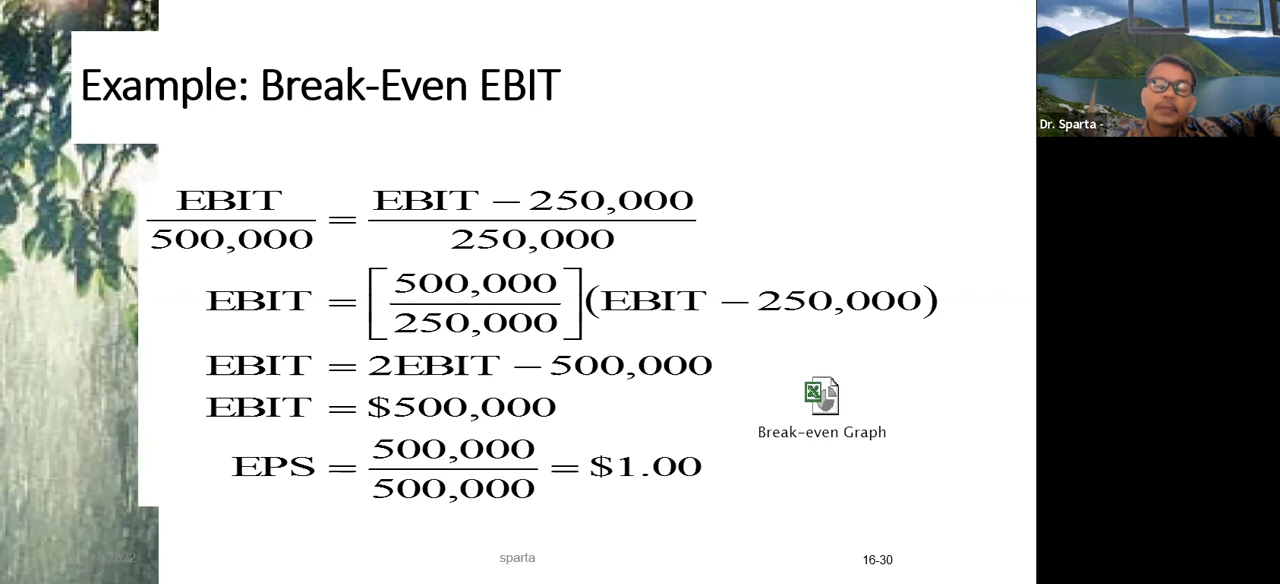 Example: Break-Even EBIT
Dr. Sparta -
EBIT / 500,000 = EBIT − 250,000 / 250,000
EBIT = [500,000 / 250,000](EBIT − 250,000)
EBIT = 2EBIT − 500,000
EBIT = $500,000
Break-even Graph
EPS = 500,000 / 500,000 = $1.00
sparta
16-30